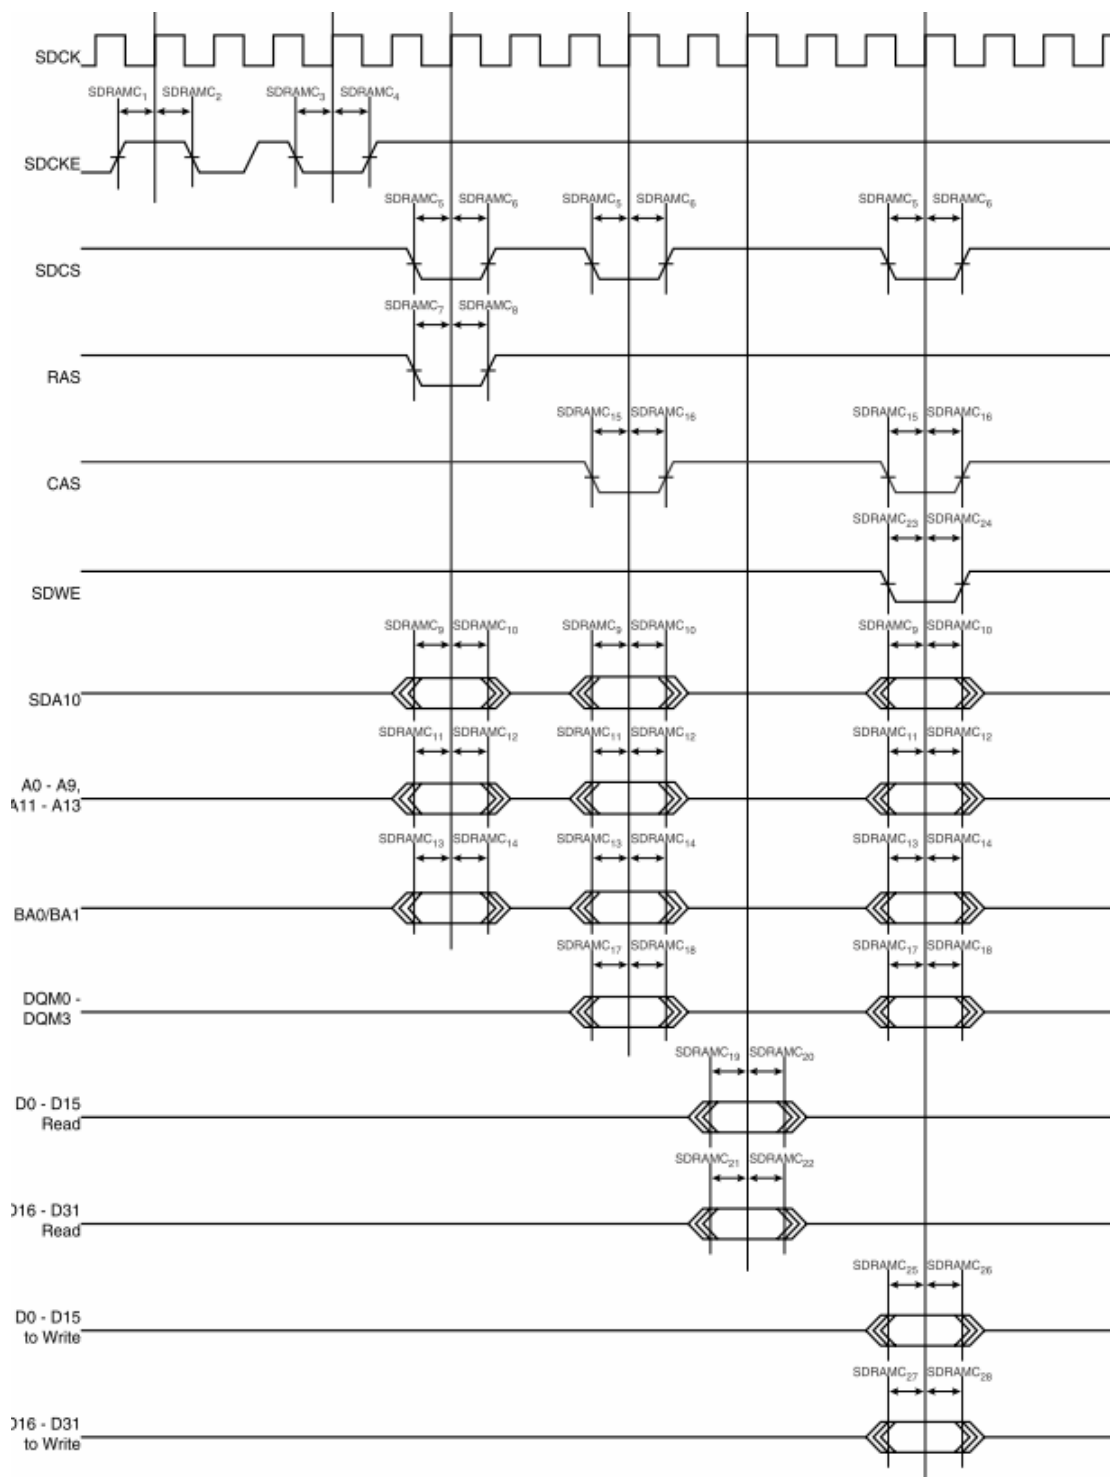 SDCK
SDRAMC1 SDRAMC2 SDRAMC3 SDRAMC4
SDCKE
SDRAMC5 SDRAMC6 SDRAMC5 SDRAMC6 SDRAMC5 SDRAMC6
SDCS
SDRAMC7 SDRAMC8
RAS
SDRAMC15 SDRAMC16 SDRAMC15 SDRAMC16
CAS
SDRAMC23 SDRAMC24
SDWE
SDRAMC9 SDRAMC10 SDRAMC9 SDRAMC10 SDRAMC9 SDRAMC10
SDA10
SDRAMC11 SDRAMC12 SDRAMC11 SDRAMC12 SDRAMC11 SDRAMC12
A0 - A9,
A11 - A13
SDRAMC13 SDRAMC14 SDRAMC13 SDRAMC14 SDRAMC13 SDRAMC14
BA0/BA1
SDRAMC17 SDRAMC18 SDRAMC17 SDRAMC18
DQM0 -
DQM3
SDRAMC19 SDRAMC20
D0 - D15
Read
SDRAMC21 SDRAMC22
D16 - D31
Read
SDRAMC25 SDRAMC26
D0 - D15
to Write
SDRAMC27 SDRAMC28
D16 - D31
to Write